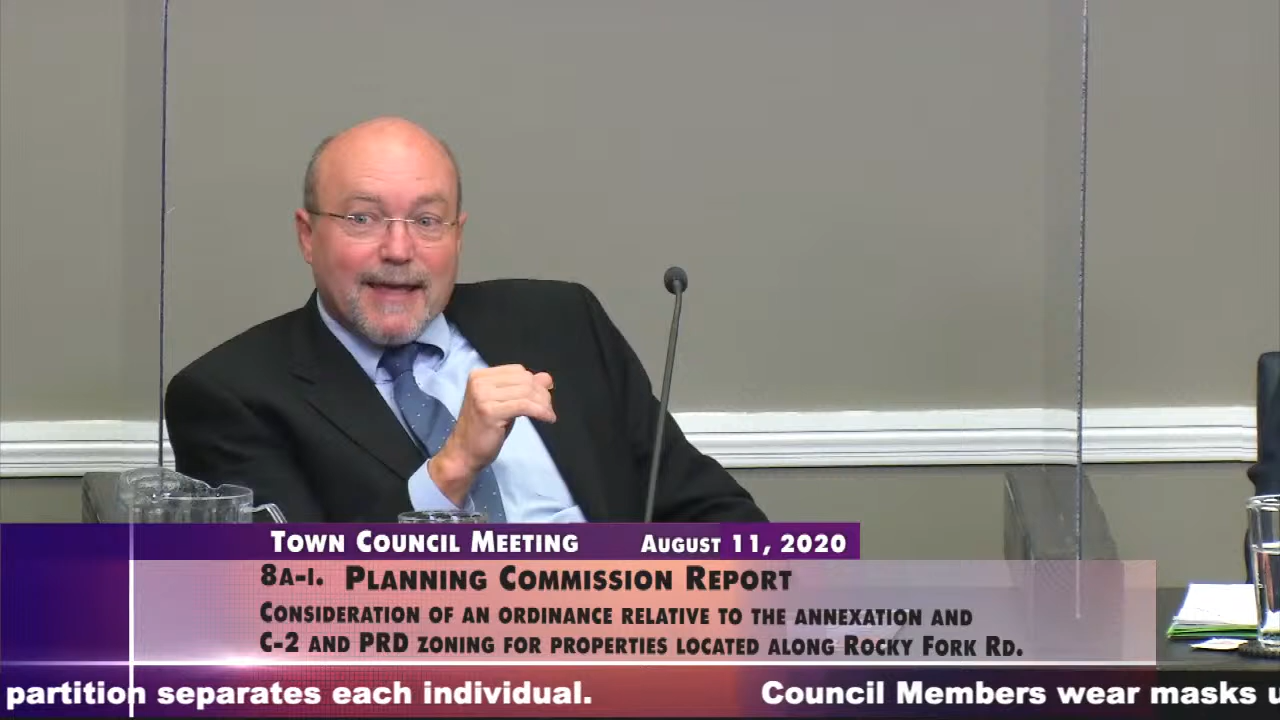 TOWN COUNCIL MEETING AUGUST 11, 2020
8A-I. PLANNING COMMISSION REPORT
CONSIDERATION OF AN ORDINANCE RELATIVE TO THE ANNEXATION AND
C-2 AND PRD ZONING FOR PROPERTIES LOCATED ALONG ROCKY FORK RD.
partition separates each individual. Council Members wear masks